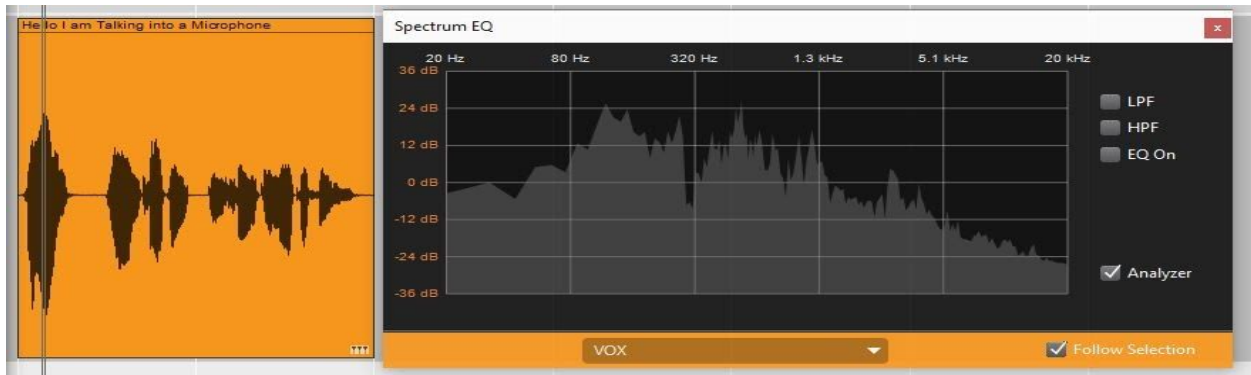 Hello I am Talking into a Microphone
Spectrum EQ
x
20 Hz 80 Hz 320 Hz 1.3 kHz 5.1 kHz 20 kHz
36 dB
24 dB
12 dB
0 dB
-12 dB
-24 dB
-36 dB
LPF
HPF
EQ On
Analyzer
VOX
Follow Selection